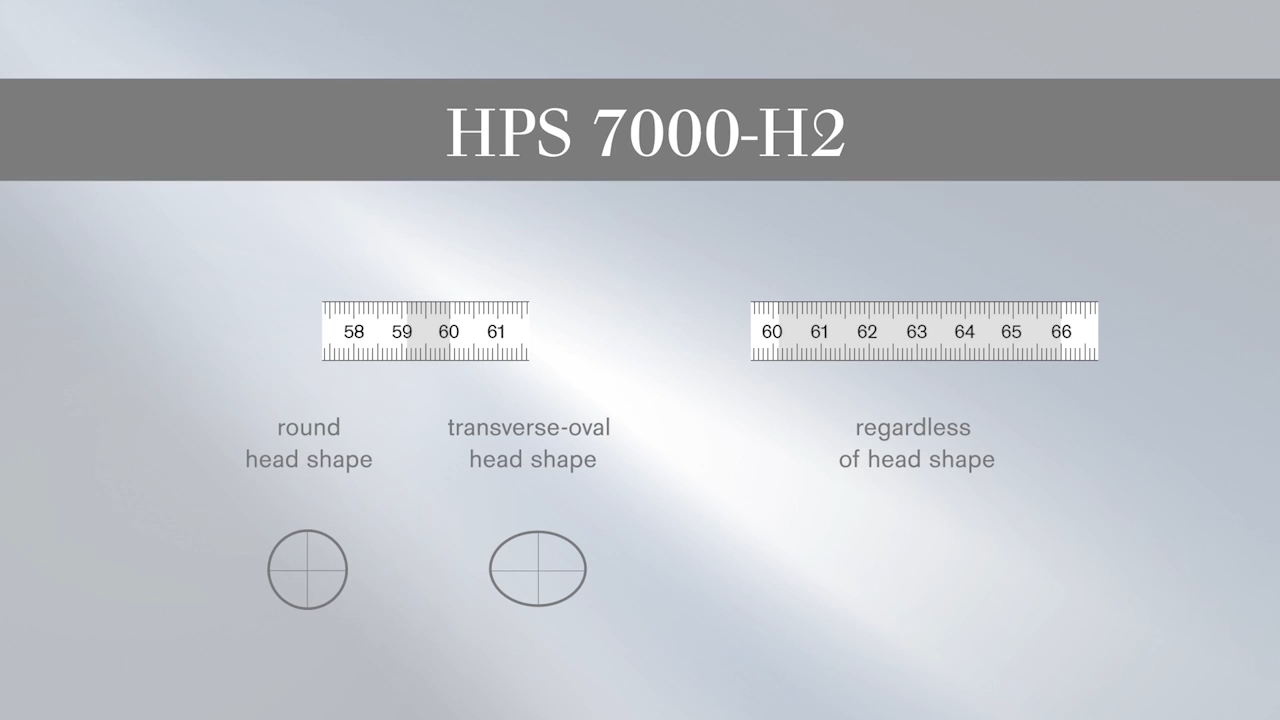 HPS 7000-H2
58 59 60 61
60 61 62 63 64 65 66
round
head shape
transverse-oval
head shape
regardless
of head shape